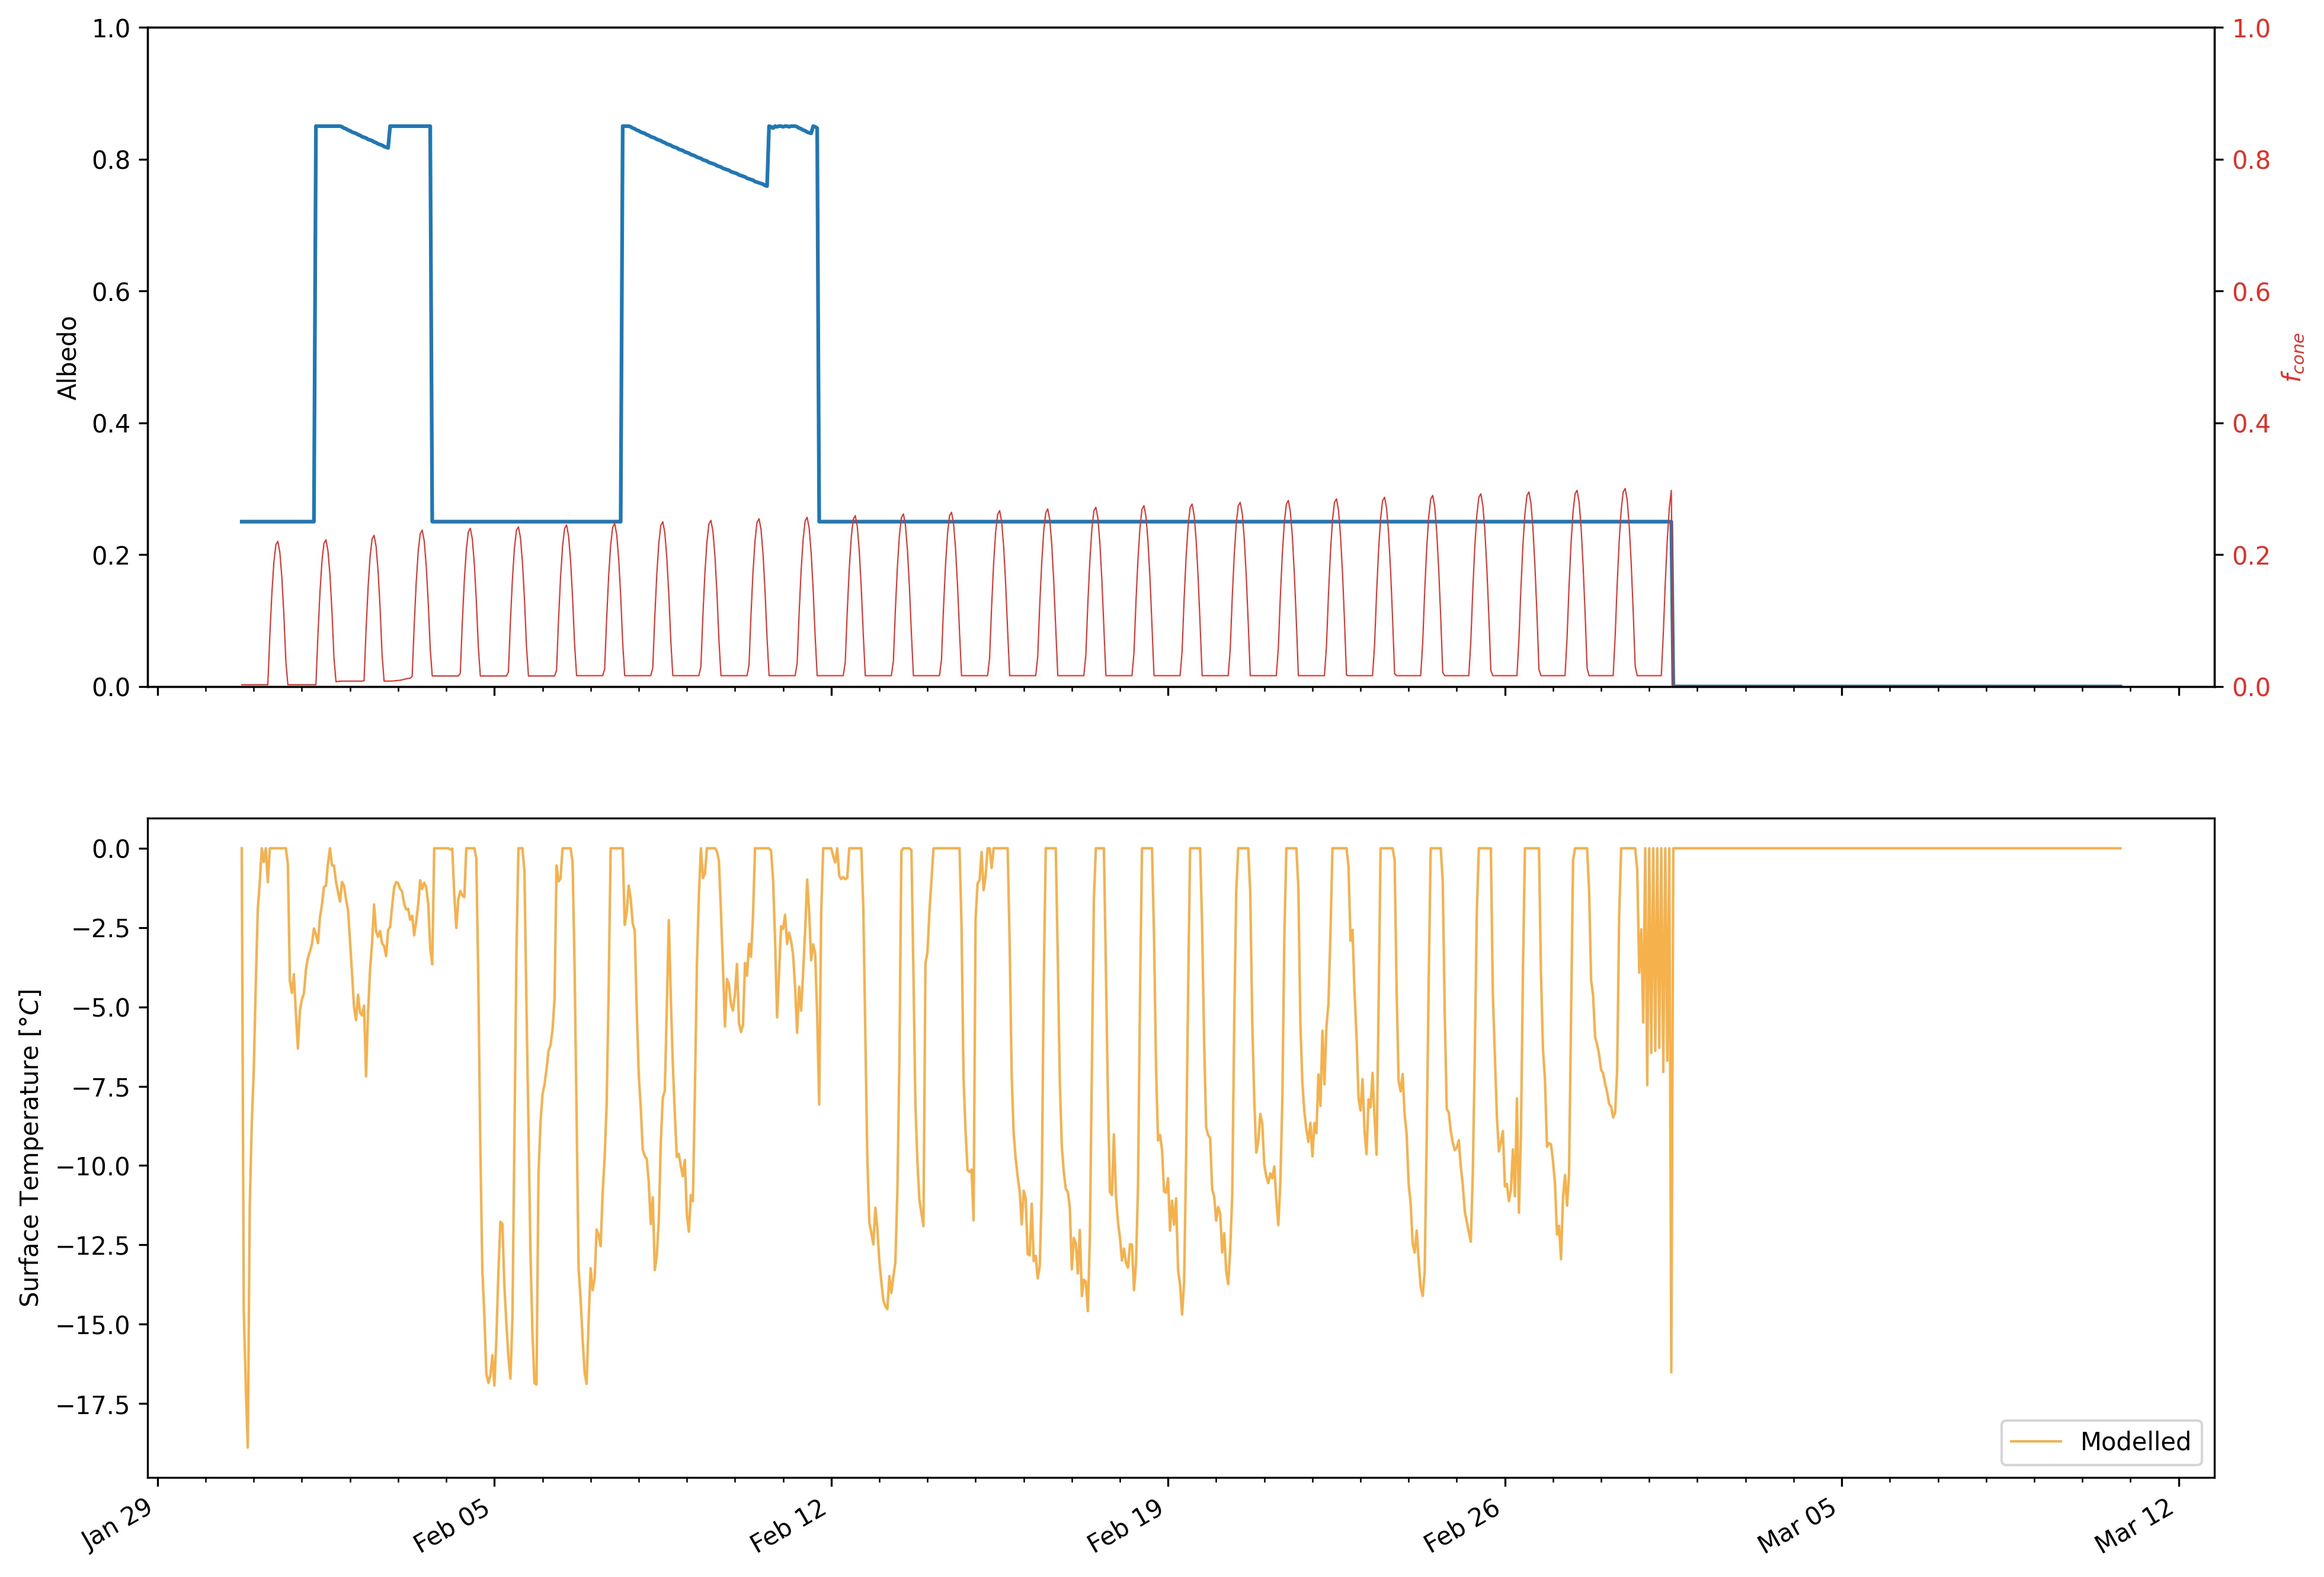 1.0
0.8
0.6
0.4
0.2
0.0
Albedo
1.0
0.8
0.6
0.4
0.2
0.0
f_cone
0.0
−2.5
−5.0
−7.5
−10.0
−12.5
−15.0
−17.5
Surface Temperature [°C]
Modelled
Jan 29
Feb 05
Feb 12
Feb 19
Feb 26
Mar 05
Mar 12